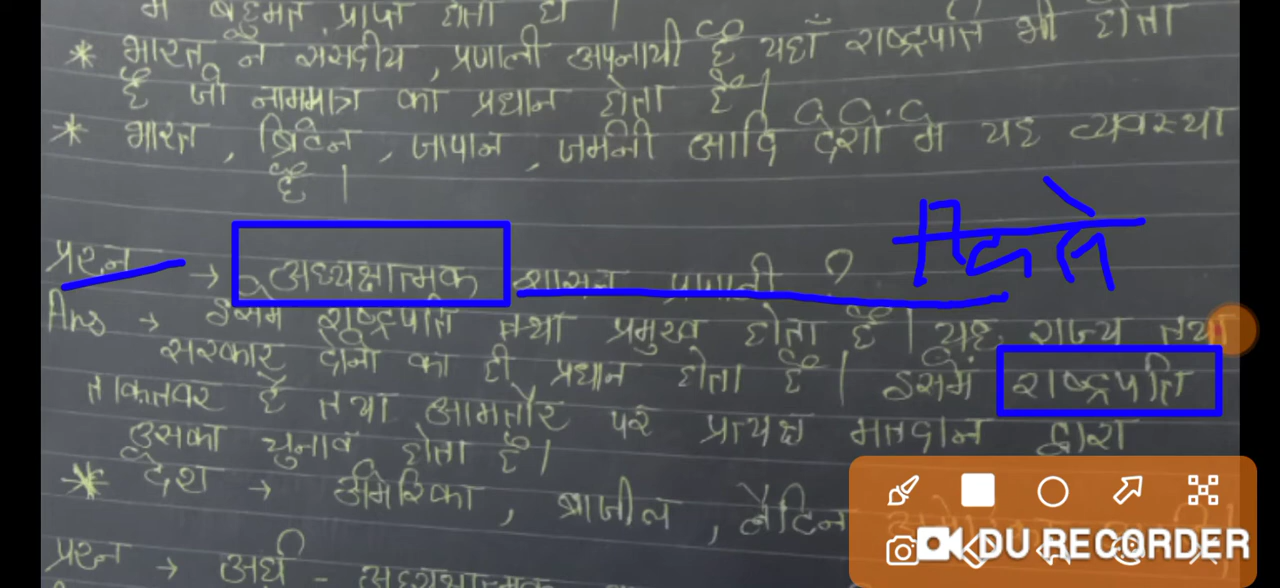 में बहुमत प्राप्त होता हो ।
* भारत ने संसदीय प्रणाली अपनायी है यहाँ राष्ट्रपति भी होता
है जो नाममात्र का प्रधान होता है ।
* भारत, ब्रिटेन, जापान, जर्मनी आदि देशों में यह व्यवस्था
है ।
प्रश्न → अध्यक्षात्मक शासन प्रणाली ?
Ans → इसमें राष्ट्रपति तथा प्रमुख होता है । यह राज्य तथा
सरकार दोनों का ही प्रधान होता है । इसमें राष्ट्रपति
ताकतवर है तथा आमतौर पर प्रत्यक्ष मतदान द्वारा
उसका चुनाव होता है ।
* देश → अमेरिका, ब्राजील, लैटिन
प्रश्न → अर्ध - अध्यक्षात्मक
DU RECORDER